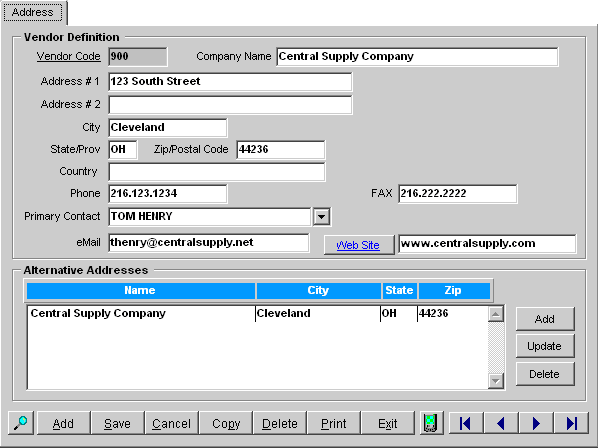 Address
Vendor Definition
Vendor Code 900 Company Name Central Supply Company
Address # 1 123 South Street
Address # 2
City Cleveland
State/Prov OH Zip/Postal Code 44236
Country
Phone 216.123.1234 FAX 216.222.2222
Primary Contact TOM HENRY
eMail thenry@centralsupply.net Web Site www.centralsupply.com
Alternative Addresses
Name City State Zip
Central Supply Company Cleveland OH 44236
Add
Update
Delete
Add Save Cancel Copy Delete Print Exit